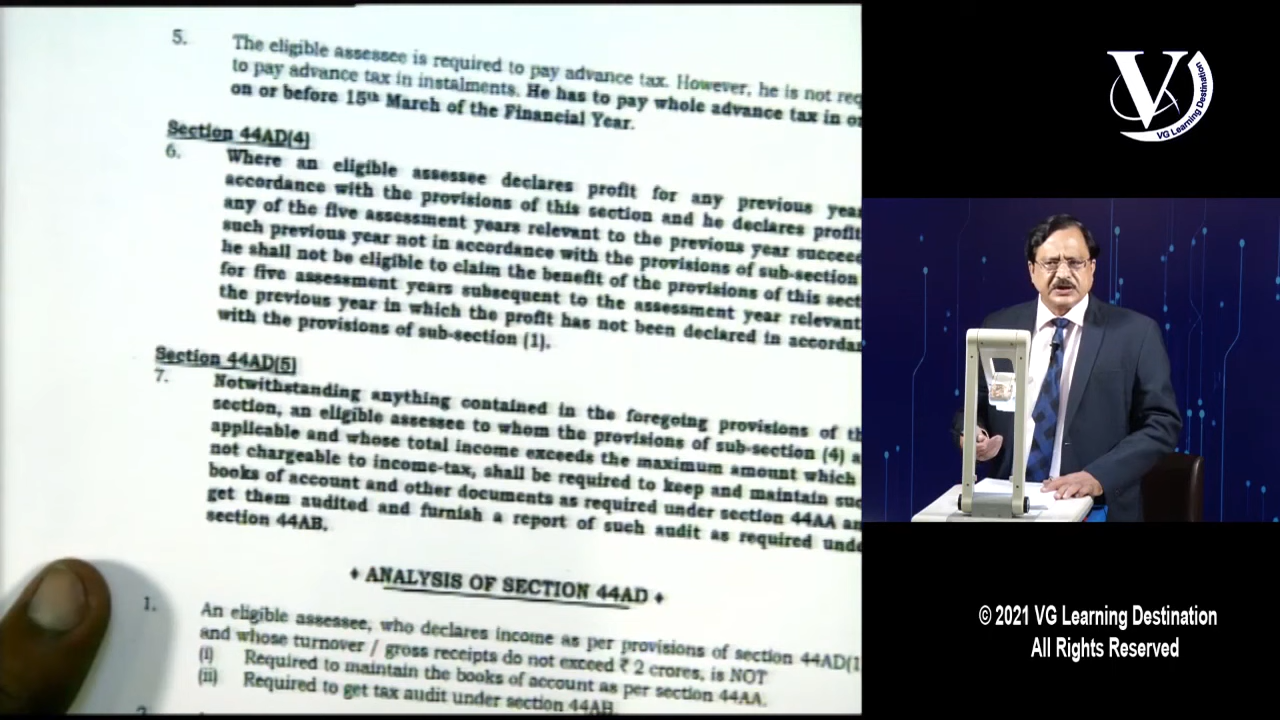 5. The eligible assessee is required to pay advance tax. However, he is not
to pay advance tax in instalments. He has to pay whole advance tax in
on or before 15th March of the Financial Year.
Section 44AD(4)
6. Where an eligible assessee declares profit for any previous
accordance with the provisions of this section and he declares
any of the five assessment years relevant to the previous year
such previous year not in accordance with the provisions of sub-section
he shall not be eligible to claim the benefit of the provisions of this
for five assessment years subsequent to the assessment year
the previous year in which the profit has not been declared in
with the provisions of sub-section (1).
Section 44AD(5)
7. Notwithstanding anything contained in the foregoing provisions of
section, an eligible assessee to whom the provisions of sub-section (4)
applicable and whose total income exceeds the maximum amount which
not chargeable to income-tax, shall be required to keep and maintain
books of account and other documents as required under section 44AA
get them audited and furnish a report of such audit as required
section 44AB.
♦ ANALYSIS OF SECTION 44AD ♦
1. An eligible assessee, who declares income as per provisions of section 44AD(1
and whose turnover / gross receipts do not exceed ₹ 2 crores, is NOT
(i) Required to maintain the books of account as per section 44AA.
(ii) Required to get tax audit under section 44AB.
V
VG Learning Destination
© 2021 VG Learning Destination
All Rights Reserved